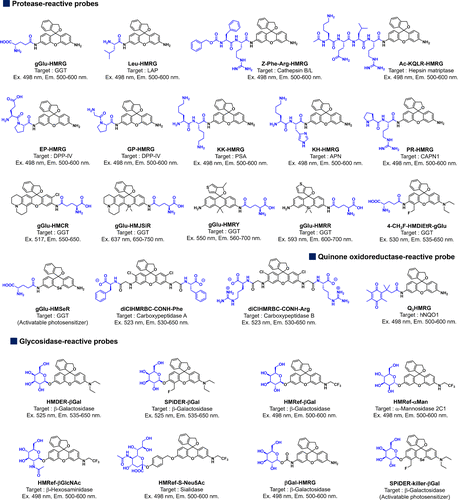 Protease-reactive probes
gGlu-HMRG
Target : GGT
Ex. 498 nm, Em. 500-600 nm.
Leu-HMRG
Target : LAP
Ex. 498 nm, Em. 500-600 nm.
Z-Phe-Arg-HMRG
Target : Cathepsin B/L
Ex. 498 nm, Em. 500-600 nm.
Ac-KQLR-HMRG
Target : Hepsin matriptase
Ex. 498 nm, Em. 500-600 nm.
EP-HMRG
Target : DPP-IV
Ex. 498 nm, Em. 500-600 nm.
GP-HMRG
Target : DPP-IV
Ex. 498 nm, Em. 500-600 nm.
KK-HMRG
Target : PSA
Ex. 498 nm, Em. 500-600 nm.
KH-HMRG
Target : APN
Ex. 498 nm, Em. 500-600 nm.
PR-HMRG
Target : CAPN1
Ex. 498 nm, Em. 500-600 nm.
gGlu-HMCR
Target : GGT
Ex. 517, Em. 550-650.
gGlu-HMJSiR
Target : GGT
Ex. 637 nm, 650-750 nm.
gGlu-HMRY
Target : GGT
Ex. 550 nm, Em. 560-700 nm.
gGlu-HMRR
Target : GGT
Ex. 593 nm, Em. 600-700 nm.
4-CH₂F-HMDiEtR-gGlu
Target : GGT
Ex. 530 nm, Em. 535-650 nm.
Quinone oxidoreductase-reactive probe
gGlu-HMSeR
Target : GGT
(Activatable photosensitizer)
diClHMRBC-CONH-Phe
Target : Carboxypeptidase A
Ex. 523 nm, Em. 530-650 nm.
diClHMRBC-CONH-Arg
Target : Carboxypeptidase B
Ex. 523 nm, Em. 530-650 nm.
Target : hNQO1
Ex. 498 nm, Em. 500-600 nm.
Glycosidase-reactive probes
HMDER-βGal
Target : β-Galactosidase
Ex. 525 nm, Em. 535-650 nm.
SPiDER-βGal
Target : β-Galactosidase
Ex. 525 nm, Em. 535-650 nm.
HMRef-βGal
Target : β-Galactosidase
Ex. 498 nm, Em. 500-600 nm.
HMRef-αMan
Target : α-Mannosidase 2C1
Ex. 498 nm, Em. 500-600 nm.
HMRef-βGlcNAc
Target : β-Hexosaminidase
Ex. 498 nm, Em. 500-600 nm.
HMRef-S-Neu5Ac
Target : Sialidase
Ex. 498 nm, Em. 500-600 nm.
βGal-HMRG
Target : β-Galactosidase
Ex. 498 nm, Em. 500-600 nm.
SPiDER-killer-βGal
Target : β-Galactosidase
(Activatable photosensitizer)